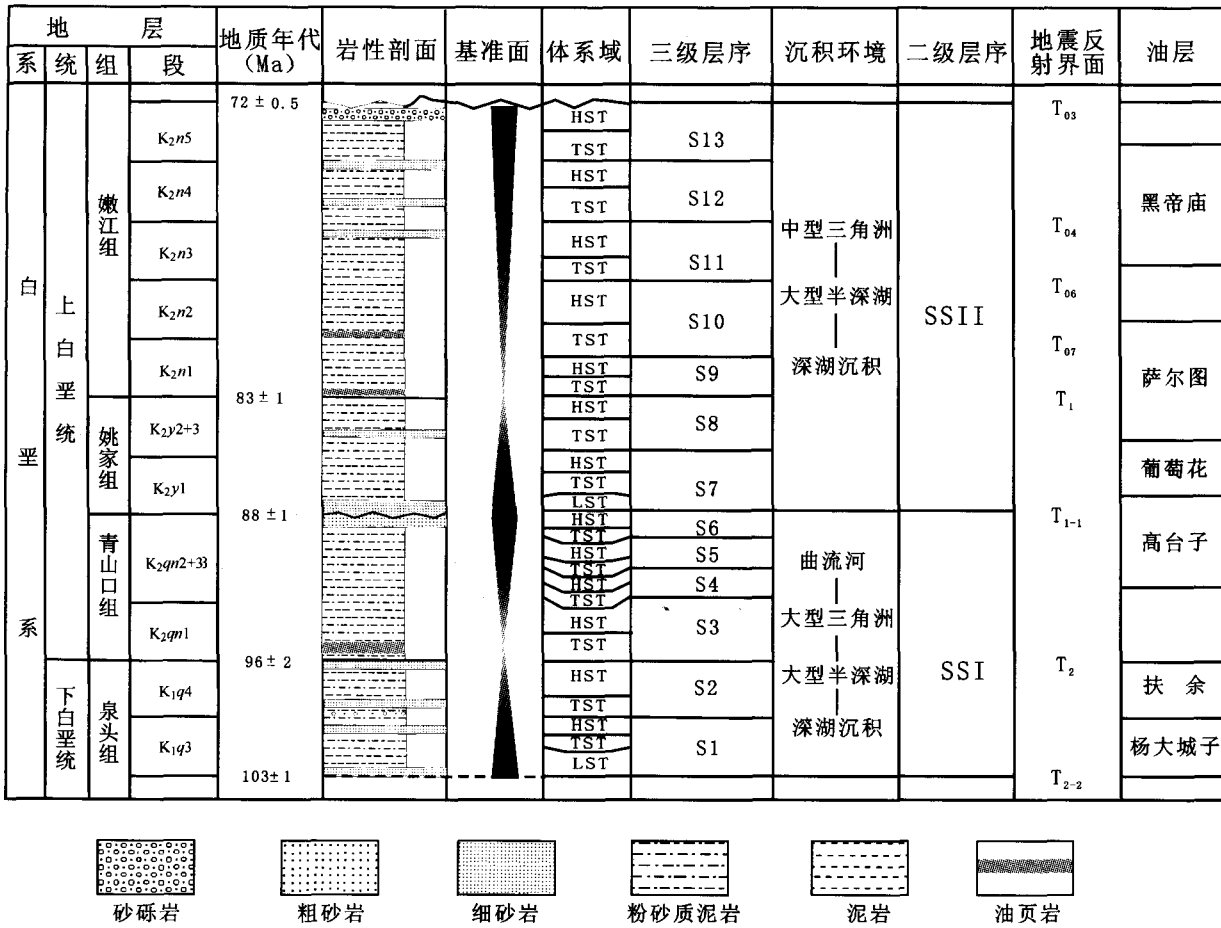 地 层
地质年代
(Ma)
岩性剖面
基准面
体系域
三级层序
沉积环境
二级层序
地震反
射界面
油层
系
统
组
段
白垩系
上白垩统
下白垩统
嫩江组
姚家组
青山口组
泉头组
K₂n5
K₂n4
K₂n3
K₂n2
K₂n1
K₂y2+3
K₂y1
K₂qn2+33
K₂qn1
K₁q4
K₁q3
72 ± 0.5
83 ± 1
88 ± 1
96 ± 2
103 ± 1
HST
TST
HST
TST
HST
TST
HST
TST
HST
TST
HST
TST
HST
TST
LST
HST
TST
HST
TST
HST
TST
HST
TST
HST
TST
HST
TST
LST
S13
S12
S11
S10
S9
S8
S7
S6
S5
S4
S3
S2
S1
中型三角洲
大型半深湖
深湖沉积
曲流河
大型三角洲
大型半深湖
深湖沉积
SSII
SSI
T₀₃
T₀₄
T₀₆
T₀₇
T₁
T₁₋₁
T₂
T₂₋₂
黑帝庙
萨尔图
葡萄花
高台子
扶 余
杨大城子
砂砾岩
粗砂岩
细砂岩
粉砂质泥岩
泥岩
油页岩